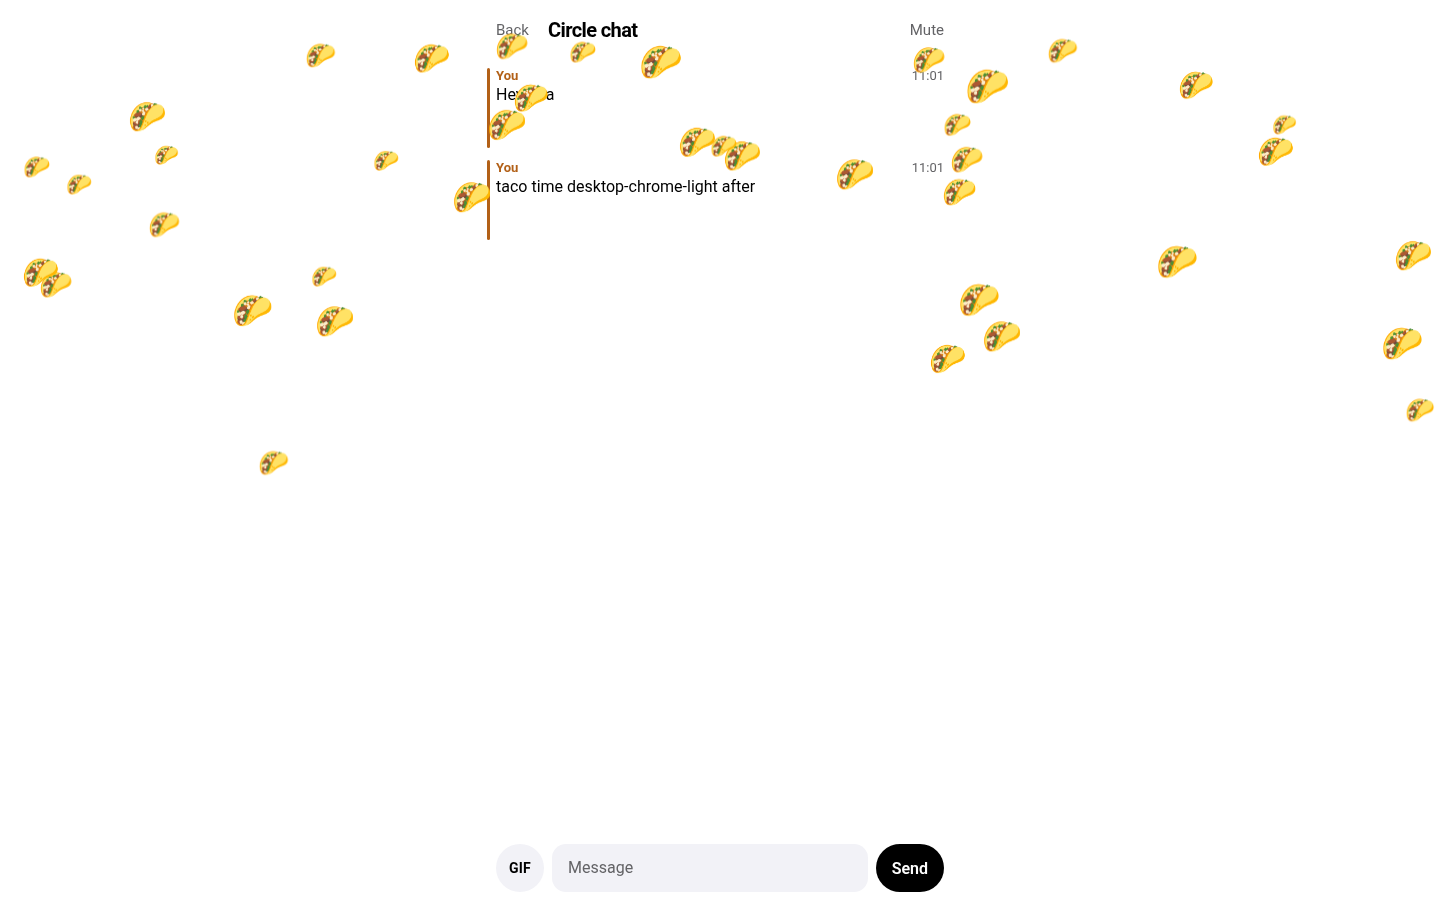 Back Circle chat Mute
You 11:01
You 11:01
taco time desktop-chrome-light after
GIF Message Send